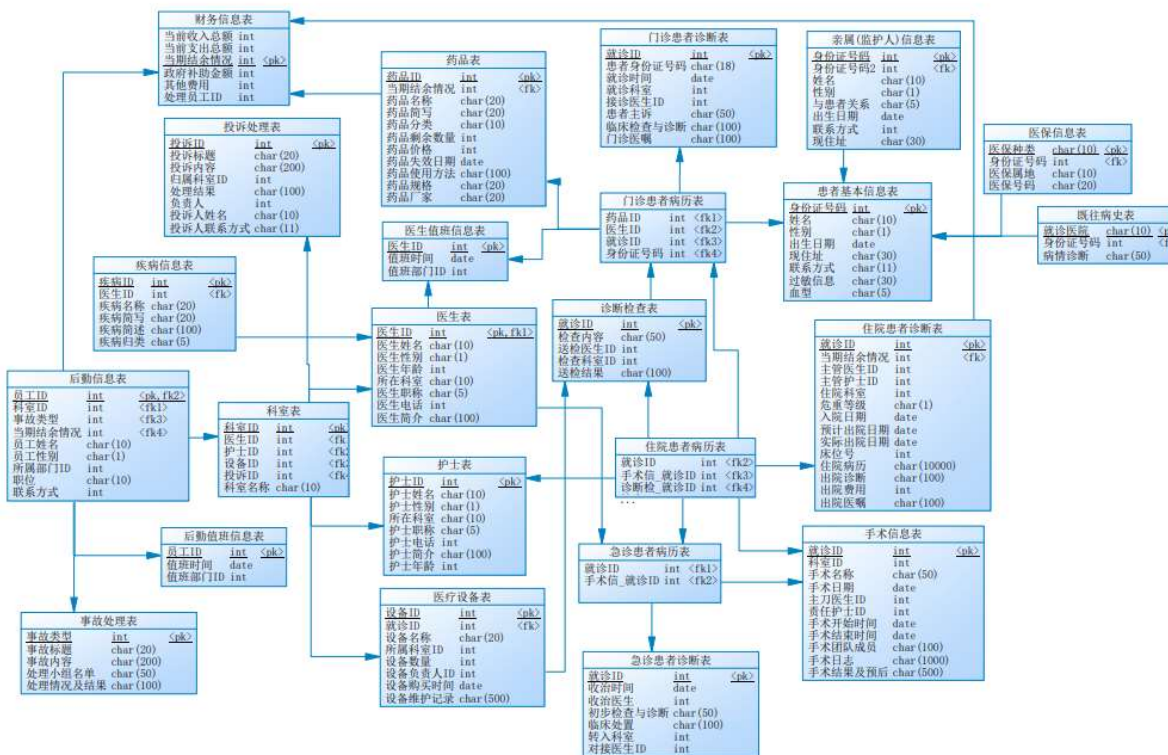 财务信息表
当前收入总额 int
当前支出总额 int
当期结余情况 int <pk>
政府补助金额 int
其他费用 int
处理员工ID int
药品表
药品ID int <pk>
当期结余情况 int <fk>
药品名称 char(20)
药品简写 char(20)
药品分类 char(10)
药品剩余数量 int
药品价格 int
药品失效日期 date
药品使用方法 char(100)
药品规格 char(20)
药品厂家 char(20)
门诊患者诊断表
就诊ID int <pk>
患者身份证号码 char(18)
就诊时间 date
就诊科室 int
接诊医生ID int
患者主诉 char(50)
临床检查与诊断 char(100)
门诊医嘱 char(100)
亲属(监护人)信息表
身份证号码 int <pk>
身份证号码2 int <fk>
姓名 char(10)
性别 char(1)
与患者关系 char(5)
出生日期 date
联系方式 int
现住址 char(30)
医保信息表
医保种类 char(10) <pk>
身份证号码 int <fk>
医保属地 char(10)
医保号码 char(20)
投诉处理表
投诉ID int <pk>
投诉标题 char(20)
投诉内容 char(200)
归属科室ID int
处理结果 char(100)
负责人 int
投诉人姓名 char(10)
投诉人联系方式 char(11)
门诊患者病历表
药品ID int <fk1>
医生ID int <fk2>
就诊ID int <fk3>
身份证号码 int <fk4>
患者基本信息表
身份证号码 int <pk>
姓名 char(10)
性别 char(1)
出生日期 date
现住址 char(30)
联系方式 char(11)
过敏信息 char(30)
血型 char(5)
既往病史表
就诊医院 char(10) <p
身份证号码 int <f
病情诊断 char(50)
医生值班信息表
医生ID int <pk>
值班时间 date
值班部门ID int
疾病信息表
疾病ID int <pk>
医生ID int <fk>
疾病名称 char(20)
疾病简写 char(20)
疾病简述 char(100)
疾病归类 char(5)
医生表
医生ID int <pk,fk1>
医生姓名 char(10)
医生性别 char(1)
医生年龄 int
所在科室 char(10)
医生职称 char(5)
医生电话 int
医生简介 char(100)
诊断检查表
就诊ID int <pk>
检查内容 char(50)
送检医生ID int
检查科室ID int
送检结果 char(100)
住院患者诊断表
就诊ID int <pk>
当期结余情况 int <fk>
主管医生ID int
主管护士ID int
住院科室 int
危重等级 char(1)
入院日期 date
预计出院日期 date
实际出院日期 date
床位号 int
住院病历 char(10000)
出院诊断 char(100)
出院费用 int
出院医嘱 char(100)
后勤信息表
员工ID int <pk,fk2>
科室ID int <fk1>
事故类型 int <fk3>
当期结余情况 int <fk4>
员工姓名 char(10)
员工性别 char(1)
所属部门ID int
职位 char(10)
联系方式 int
科室表
科室ID int <pk
医生ID int <fk
护士ID int <fk
设备ID int <fk
投诉ID int <fk
科室名称 char(10)
护士表
护士ID int <pk>
护士姓名 char(10)
护士性别 char(1)
所在科室 char(10)
护士职称 char(5)
护士电话 int
护士简介 char(100)
护士年龄 int
住院患者病历表
就诊ID int <fk2>
手术信_就诊ID int <fk3>
诊断检_就诊ID int <fk4>
...
后勤值班信息表
员工ID int <pk>
值班时间 date
值班部门ID int
急诊患者病历表
就诊ID int <fk1>
手术信_就诊ID int <fk2>
手术信息表
就诊ID int <pk>
科室ID int
手术名称 char(50)
手术日期 date
主刀医生ID int
责任护士ID int
手术开始时间 date
手术结束时间 date
手术团队成员 char(100)
手术日志 char(1000)
手术结果及预后 char(500)
事故处理表
事故类型 int <pk>
事故标题 char(20)
事故内容 char(200)
处理小组名单 char(50)
处理情况及结果 char(100)
医疗设备表
设备ID int <pk>
就诊ID int <fk>
设备名称 char(20)
所属科室ID int
设备数量 int
设备负责人ID int
设备购买时间 date
设备维护记录 char(500)
急诊患者诊断表
就诊ID int <pk>
收治时间 date
收治医生 int
初步检查与诊断 char(50)
临床处置 char(100)
转入科室 int
对接医生ID int